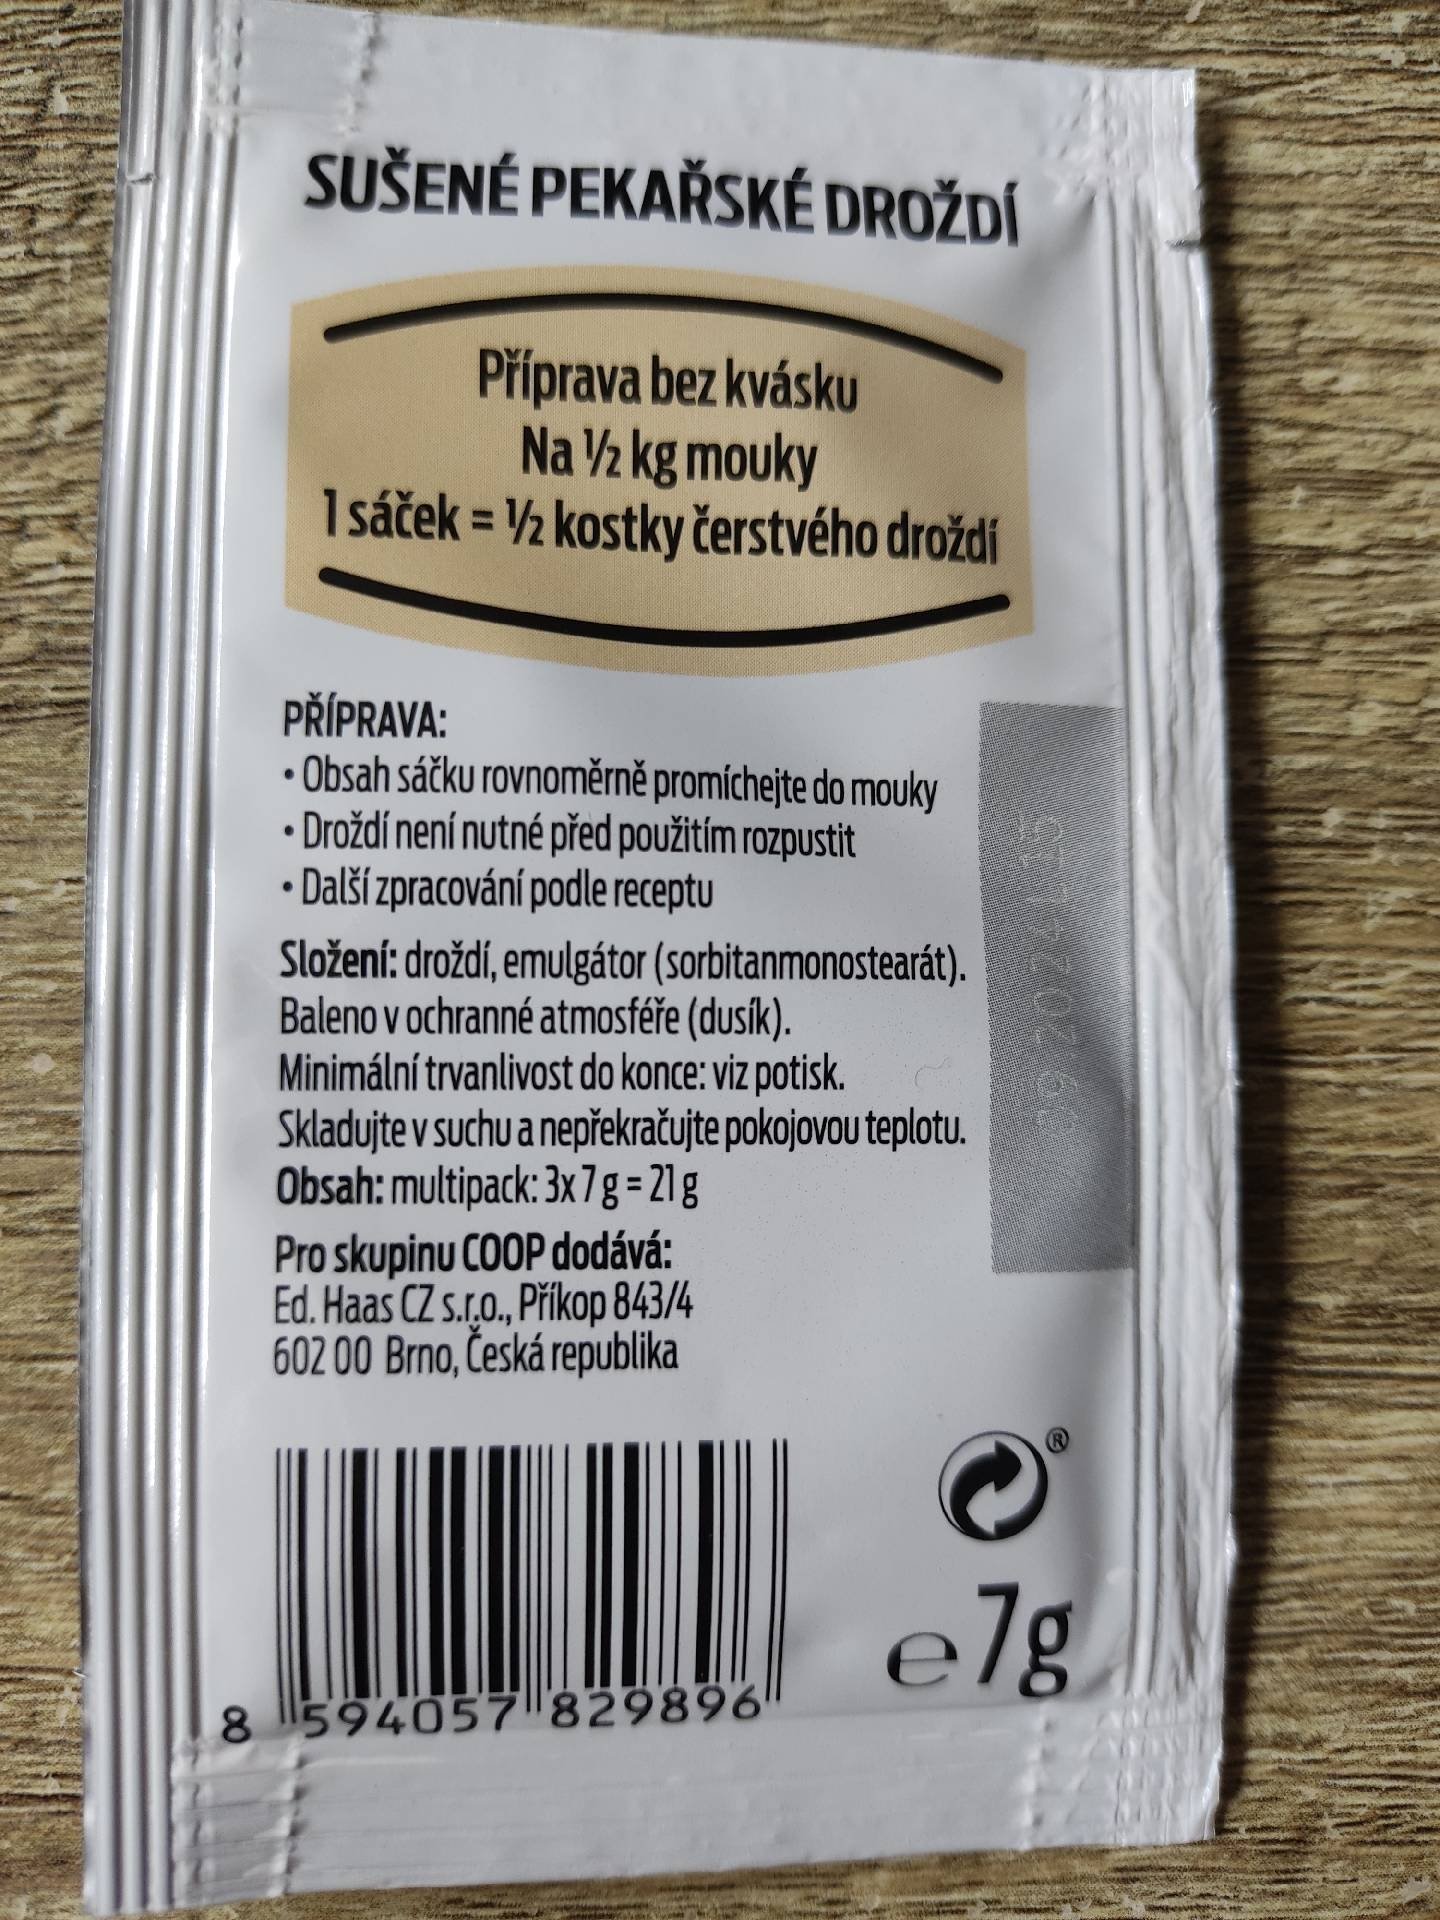 SUŠENÉ PEKAŘSKÉ DROŽDÍ
Příprava bez kvásku
Na ½ kg mouky
1 sáček = ½ kostky čerstvého droždí
PŘÍPRAVA:
• Obsah sáčku rovnoměrně promíchejte do mouky
• Droždí není nutné před použitím rozpustit
• Další zpracování podle receptu
Složení: droždí, emulgátor (sorbitanmonostearát).
Baleno v ochranné atmosféře (dusík).
Minimální trvanlivost do konce: viz potisk.
Skladujte v suchu a nepřekračujte pokojovou teplotu.
Obsah: multipack: 3x7 g = 21 g
Pro skupinu COOP dodává:
Ed. Haas CZ s.r.o., Příkop 843/4
602 00 Brno, Česká republika
8 594057 829896
®
e 7g